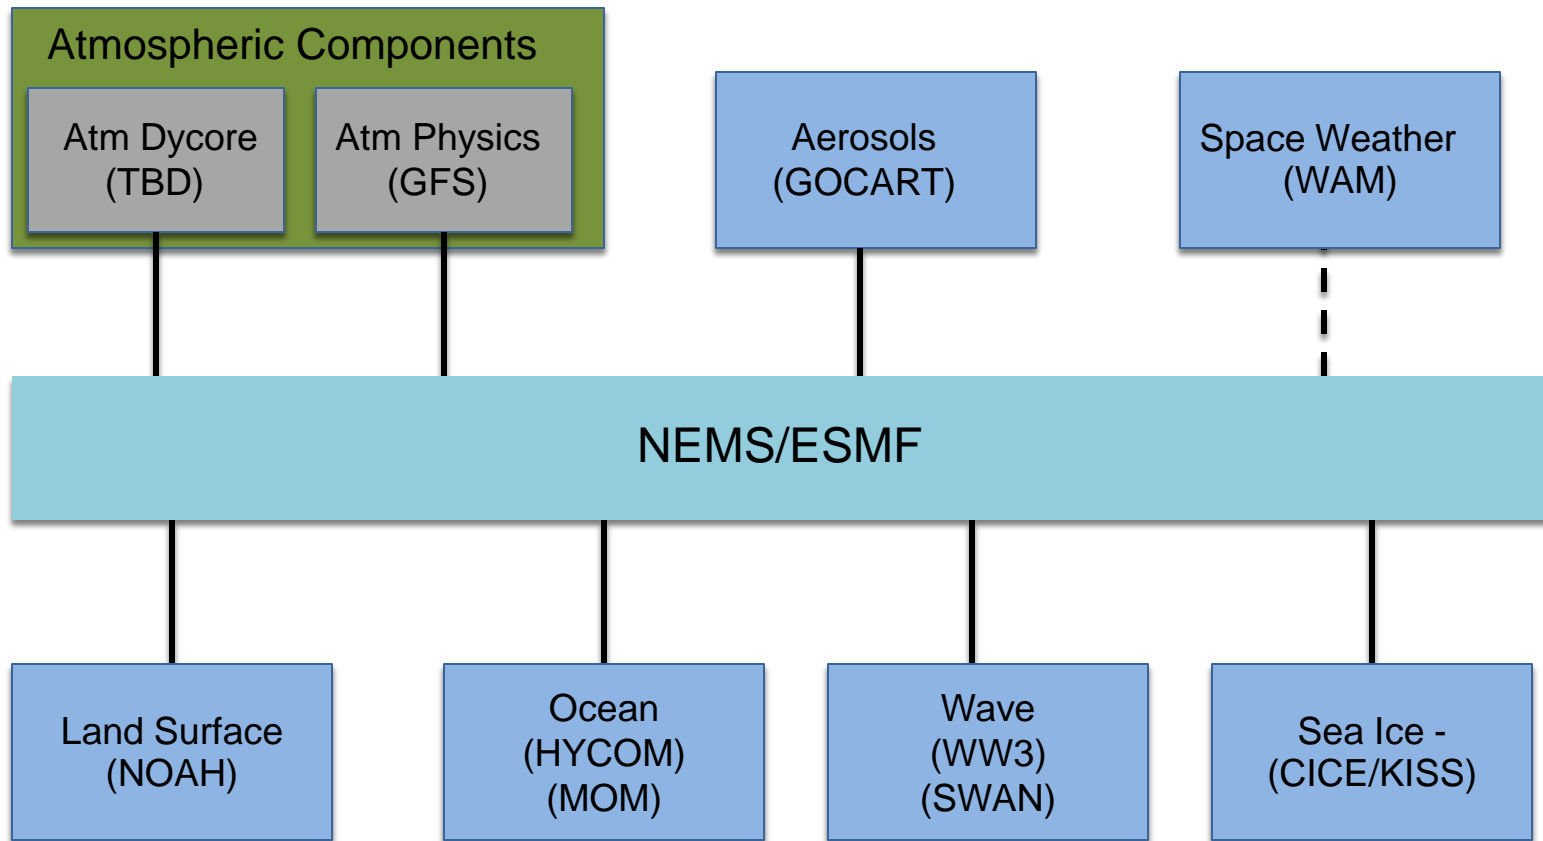 Atmospheric Components
Atm Dycore
(TBD)
Atm Physics
(GFS)
Aerosols
(GOCART)
Space Weather
(WAM)
NEMS/ESMF
Land Surface
(NOAH)
Ocean
(HYCOM)
(MOM)
Wave
(WW3)
(SWAN)
Sea Ice -
(CICE/KISS)